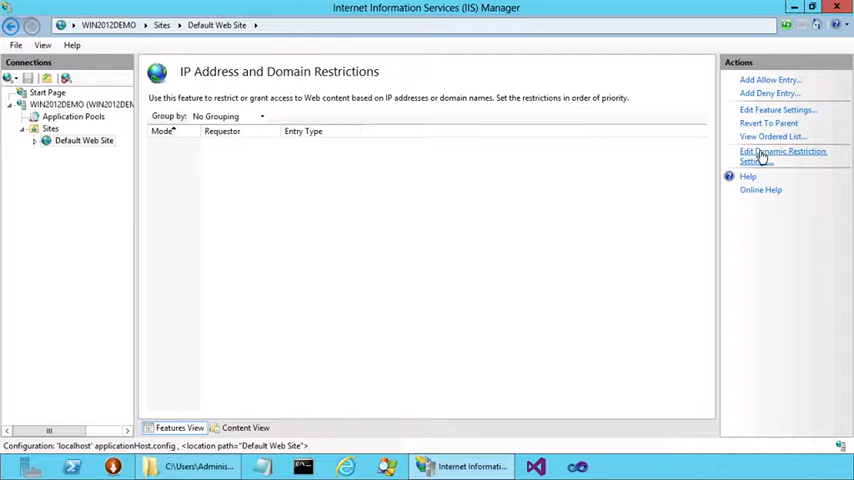 Internet Information Services (IIS) Manager
WIN2012DEMO Sites Default Web Site
File View Help
Connections
Start Page
WIN2012DEMO (WIN2012DEM
Application Pools
Sites
Default Web Site
IP Address and Domain Restrictions
Use this feature to restrict or grant access to Web content based on IP addresses or domain names. Set the restrictions in order of priority.
Group by: No Grouping
Mode Requestor Entry Type
Features View Content View
Actions
Add Allow Entry...
Add Deny Entry...
Edit Feature Settings...
Revert To Parent
View Ordered List...
Edit Dynamic Restriction
Settings...
Help
Online Help
Configuration: 'localhost' applicationHost.config , <location path="Default Web Site">
C:\Users\Adminis... Internet Informati...